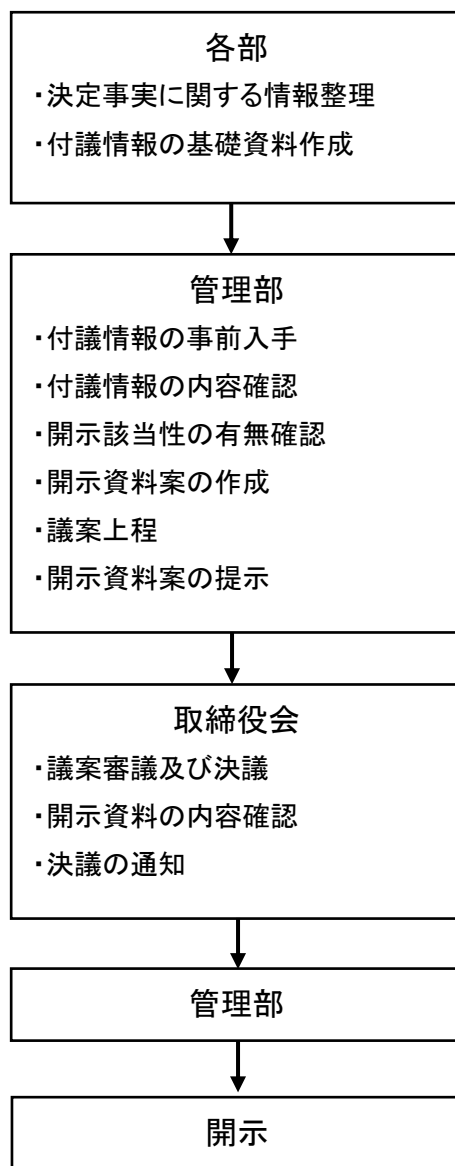 各部
・決定事実に関する情報整理
・付議情報の基礎資料作成
管理部
・付議情報の事前入手
・付議情報の内容確認
・開示該当性の有無確認
・開示資料案の作成
・議案上程
・開示資料案の提示
取締役会
・議案審議及び決議
・開示資料の内容確認
・決議の通知
管理部
開示